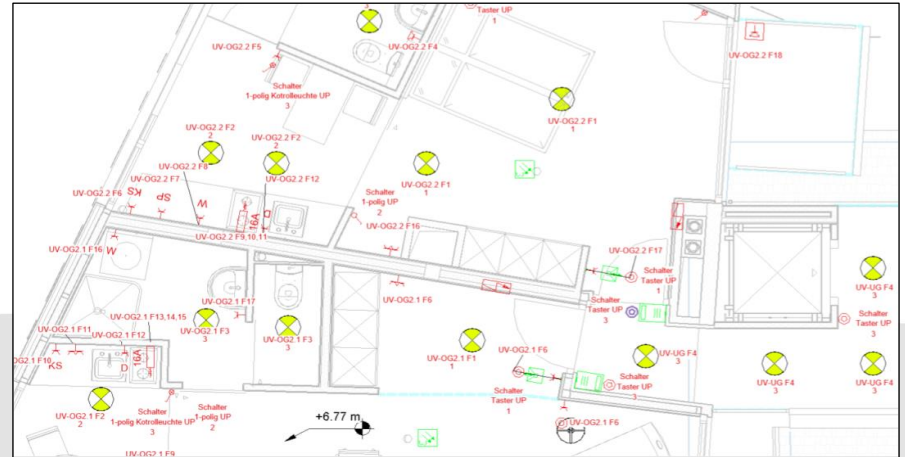 3
Taster UP
1
UV-OG2.2 F5
UV-OG2.2 F4
UV-OG2.2 F18
Schalter
1-polig Kotrolleuchte UP
3
UV-OG2.2 F1
1
UV-OG2.2 F2
2
UV-OG2.2 F2
2
UV-OG2.2 F8
UV-OG2.2 F7
UV-OG2.2 F12
UV-OG2.2 F1
1
UV-OG2.2 F6
KS
SP
W
16A
D
Schalter
1-polig UP
2
UV-OG2.2 F16
UV-OG2.2 F9,10,11
UV-OG2.1 F16
W
UV-OG2.2 F17
Schalter
Taster UP
1
UV-UG F4
3
UV-OG2.1 F17
UV-OG2.1 F6
Schalter
Taster UP
3
Schalter
Taster UP
3
UV-OG2.1 F13,14,15
UV-OG2.1 F11
UV-OG2.1 F12
UV-OG2.1 F3
3
UV-OG2.1 F3
3
UV-OG2.1 F1
1
UV-OG2.1 F6
UV-UG F4
3
UV-UG F4
3
UV-UG F4
3
OG2.1 F10
KS
D
16A
Schalter
Taster UP
3
Schalter
Taster UP
1
UV-OG2.1 F2
2
Schalter
1-polig Kotrolleuchte UP
3
Schalter
1-polig UP
2
+6.77 m
UV-OG2.1 F6
UV-OG2.1 F9